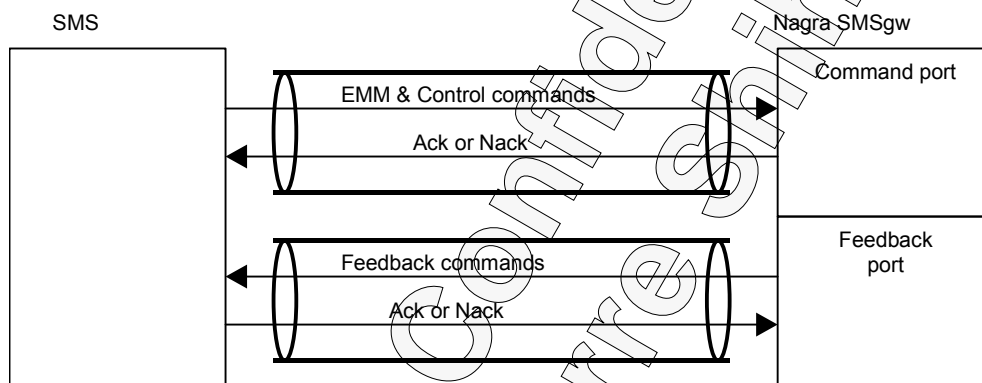 SMS
Nagra SMSgw
Command port
EMM & Control commands
Ack or Nack
Feedback
port
Feedback commands
Ack or Nack